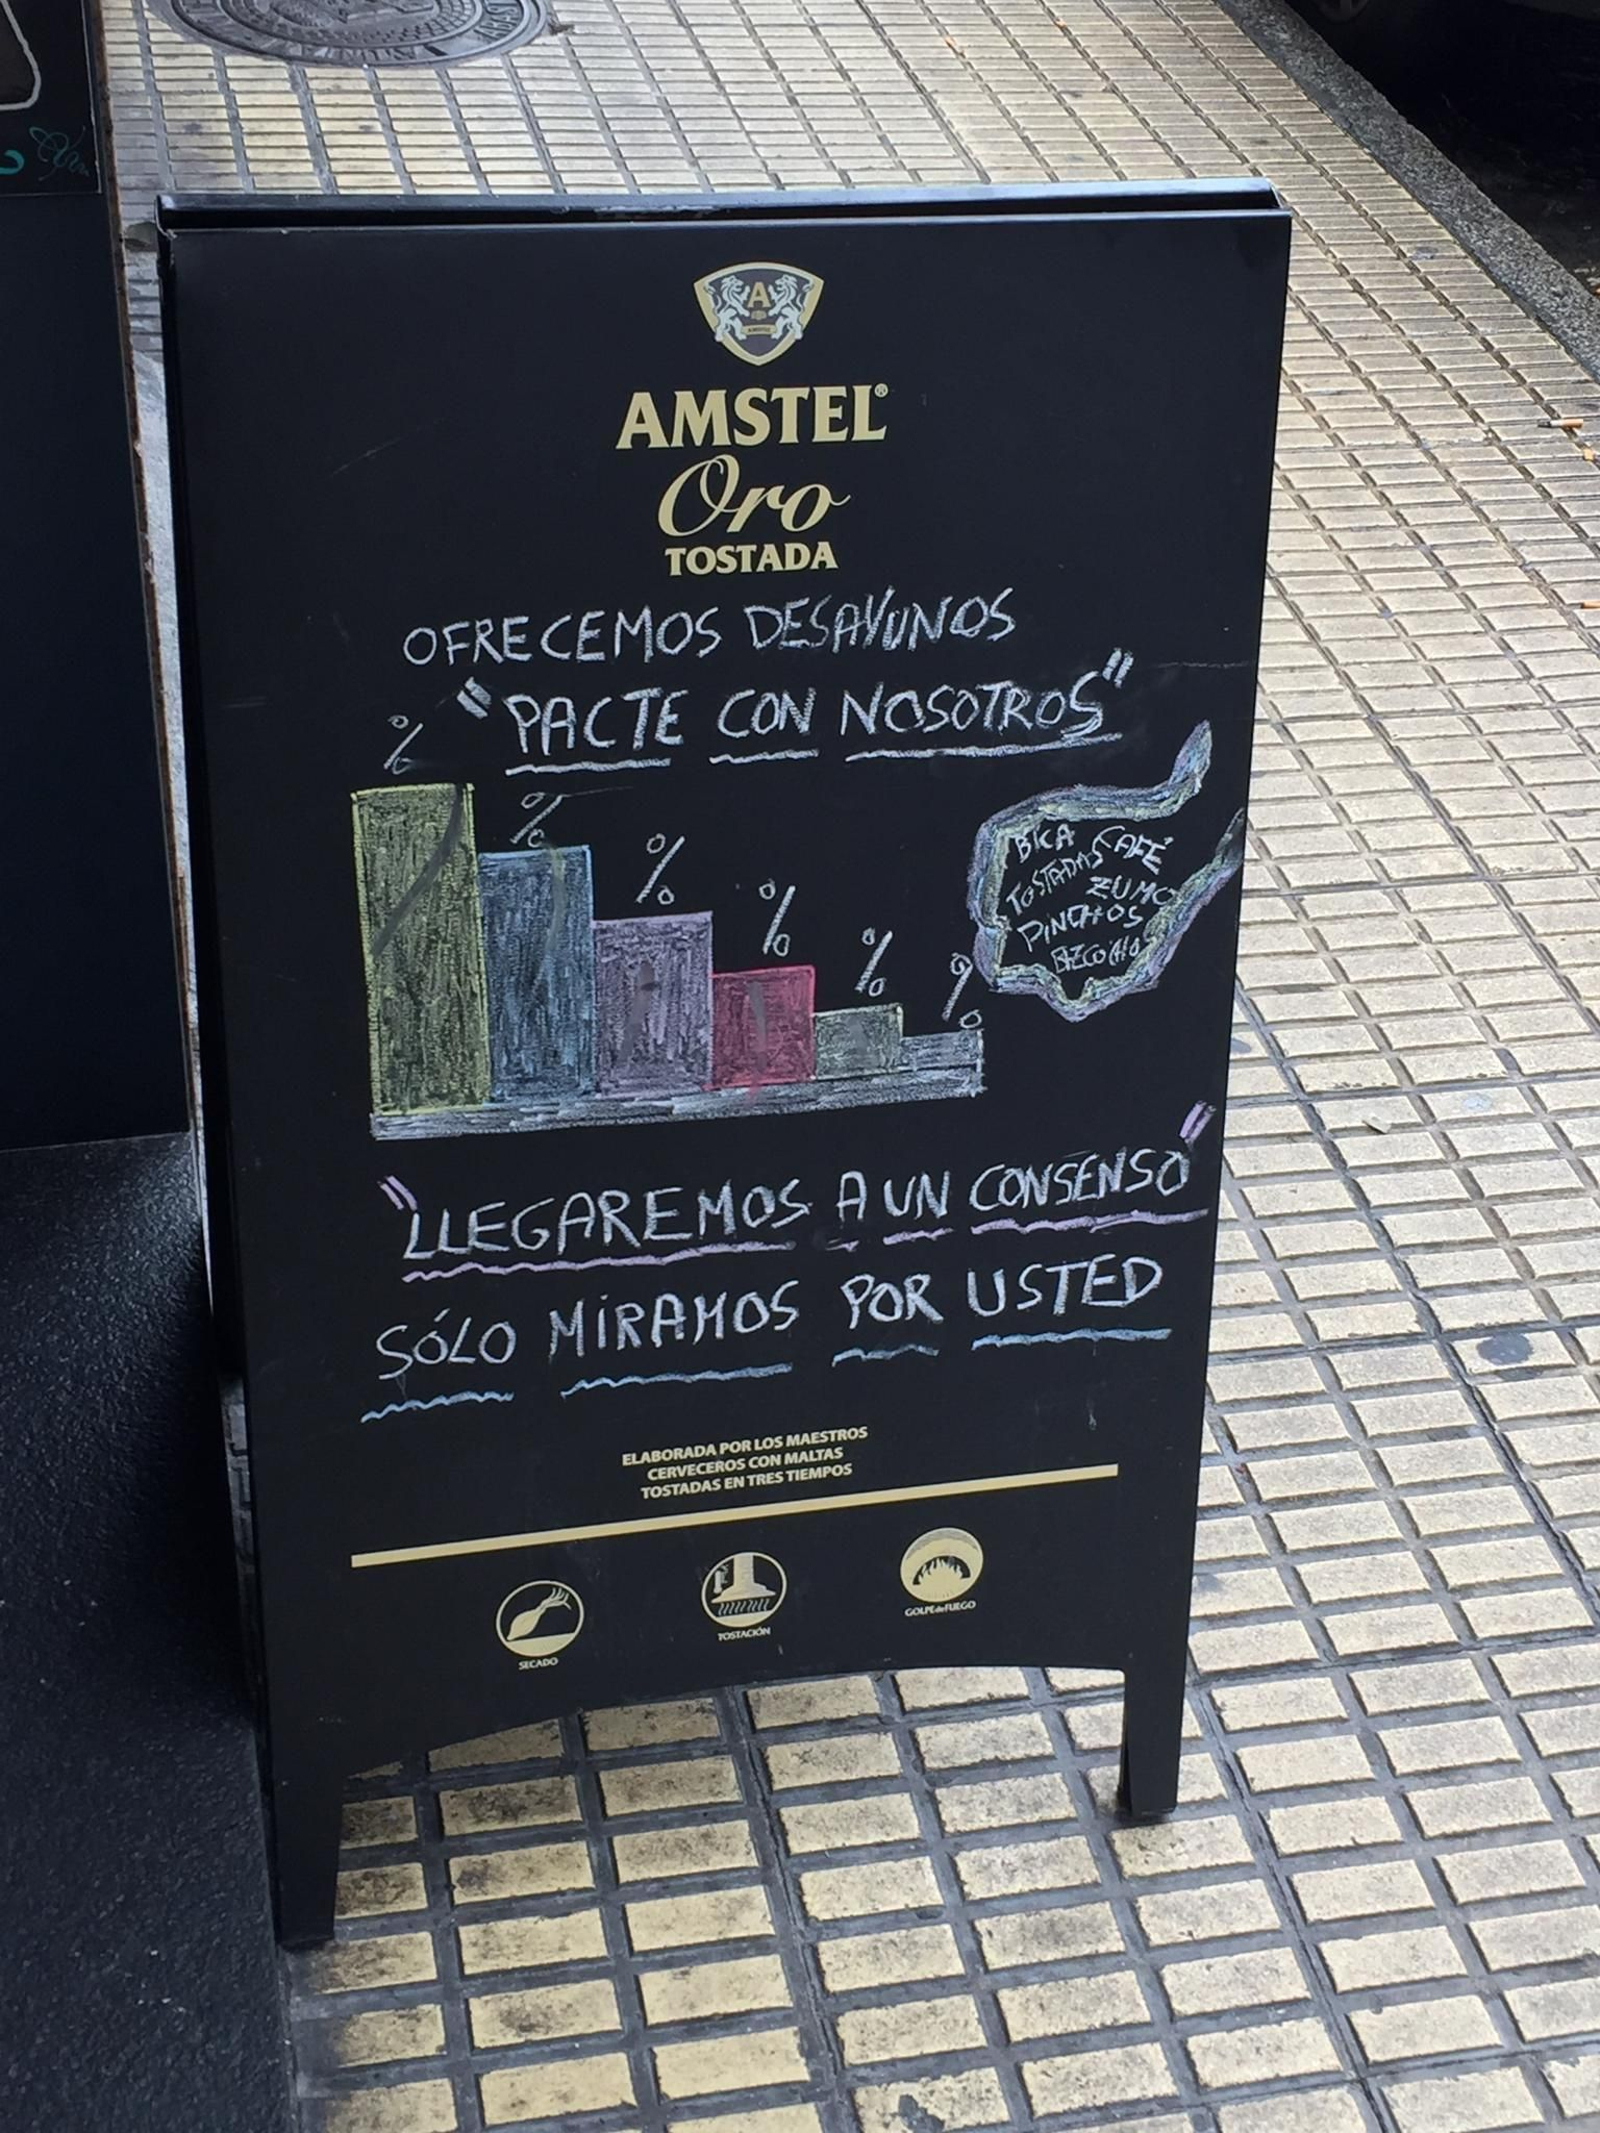 A
AMSTEL
AMSTEL®
Oro
TOSTADA
OFRECEMOS DESAYUNOS
"PACTE CON NOSOTROS"
% % % % % %
BICA CAFÉ
TOSTADAS ZUMO
PINCHOS
BIZCOCHO
"LLEGAREMOS A UN CONSENSO"
SÓLO MIRAMOS POR USTED
ELABORADA POR LOS MAESTROS
CERVECEROS CON MALTAS
TOSTADAS EN TRES TIEMPOS
SECADO
TOSTACIÓN
GOLPE de FUEGO